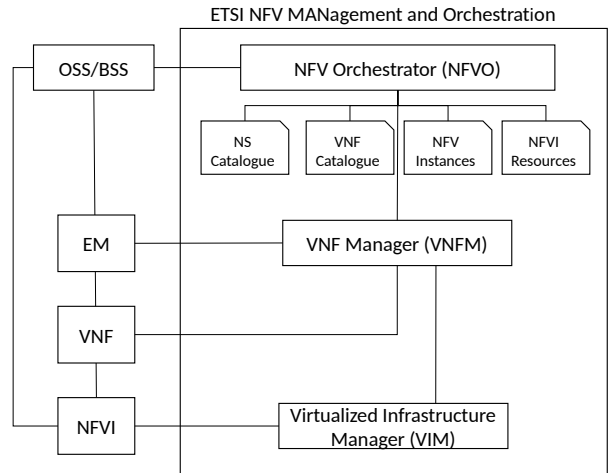 ETSI NFV MANagement and Orchestration
OSS/BSS
NFV Orchestrator (NFVO)
NS
Catalogue
VNF
Catalogue
NFV
Instances
NFVI
Resources
EM
VNF Manager (VNFM)
VNF
NFVI
Virtualized Infrastructure
Manager (VIM)